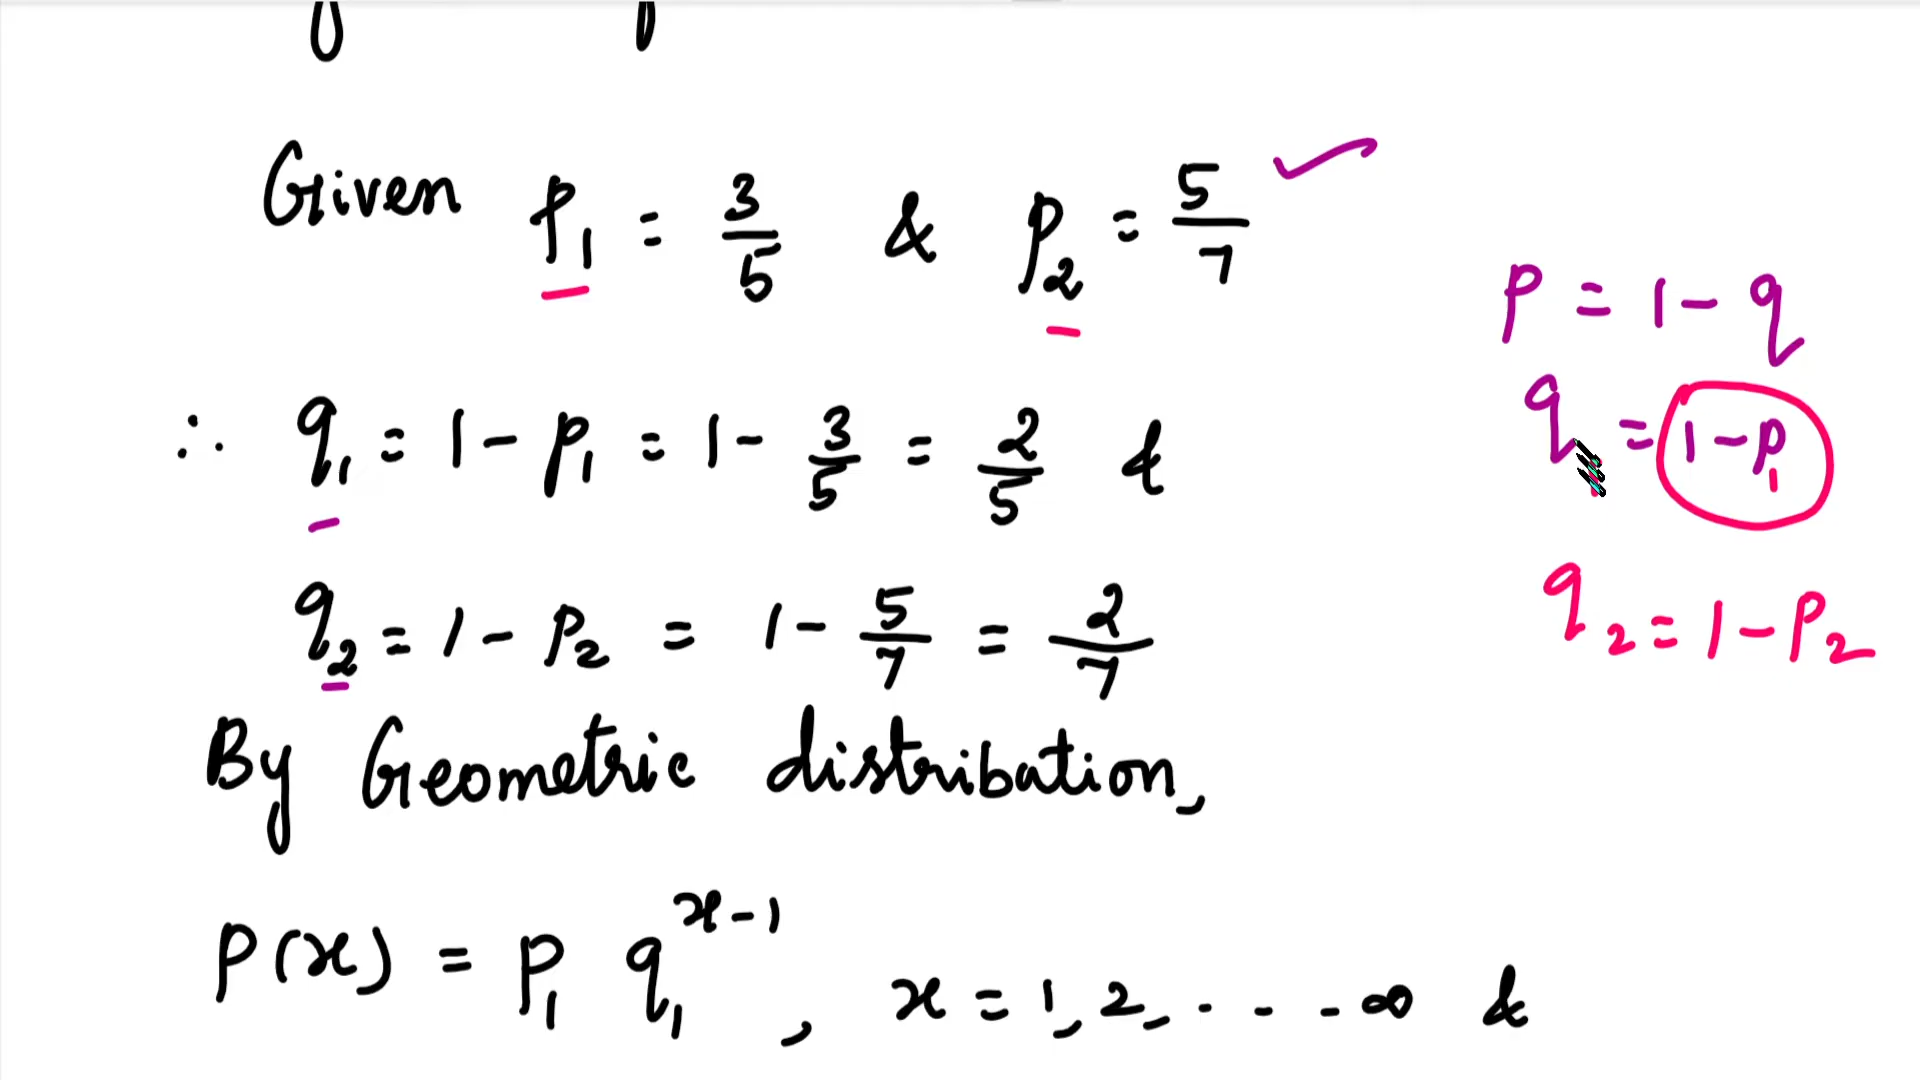 Given p₁ = 3/5 & p₂ = 5/7
p = 1 - q
∴ q₁ = 1 - p₁ = 1 - 3/5 = 2/5 &
q = 1 - p₁
q₂ = 1 - p₂ = 1 - 5/7 = 2/7
q₂ = 1 - p₂
By Geometric distribution,
P(x) = p₁ q₁^(x-1), x = 1, 2, . . . . ∞ &